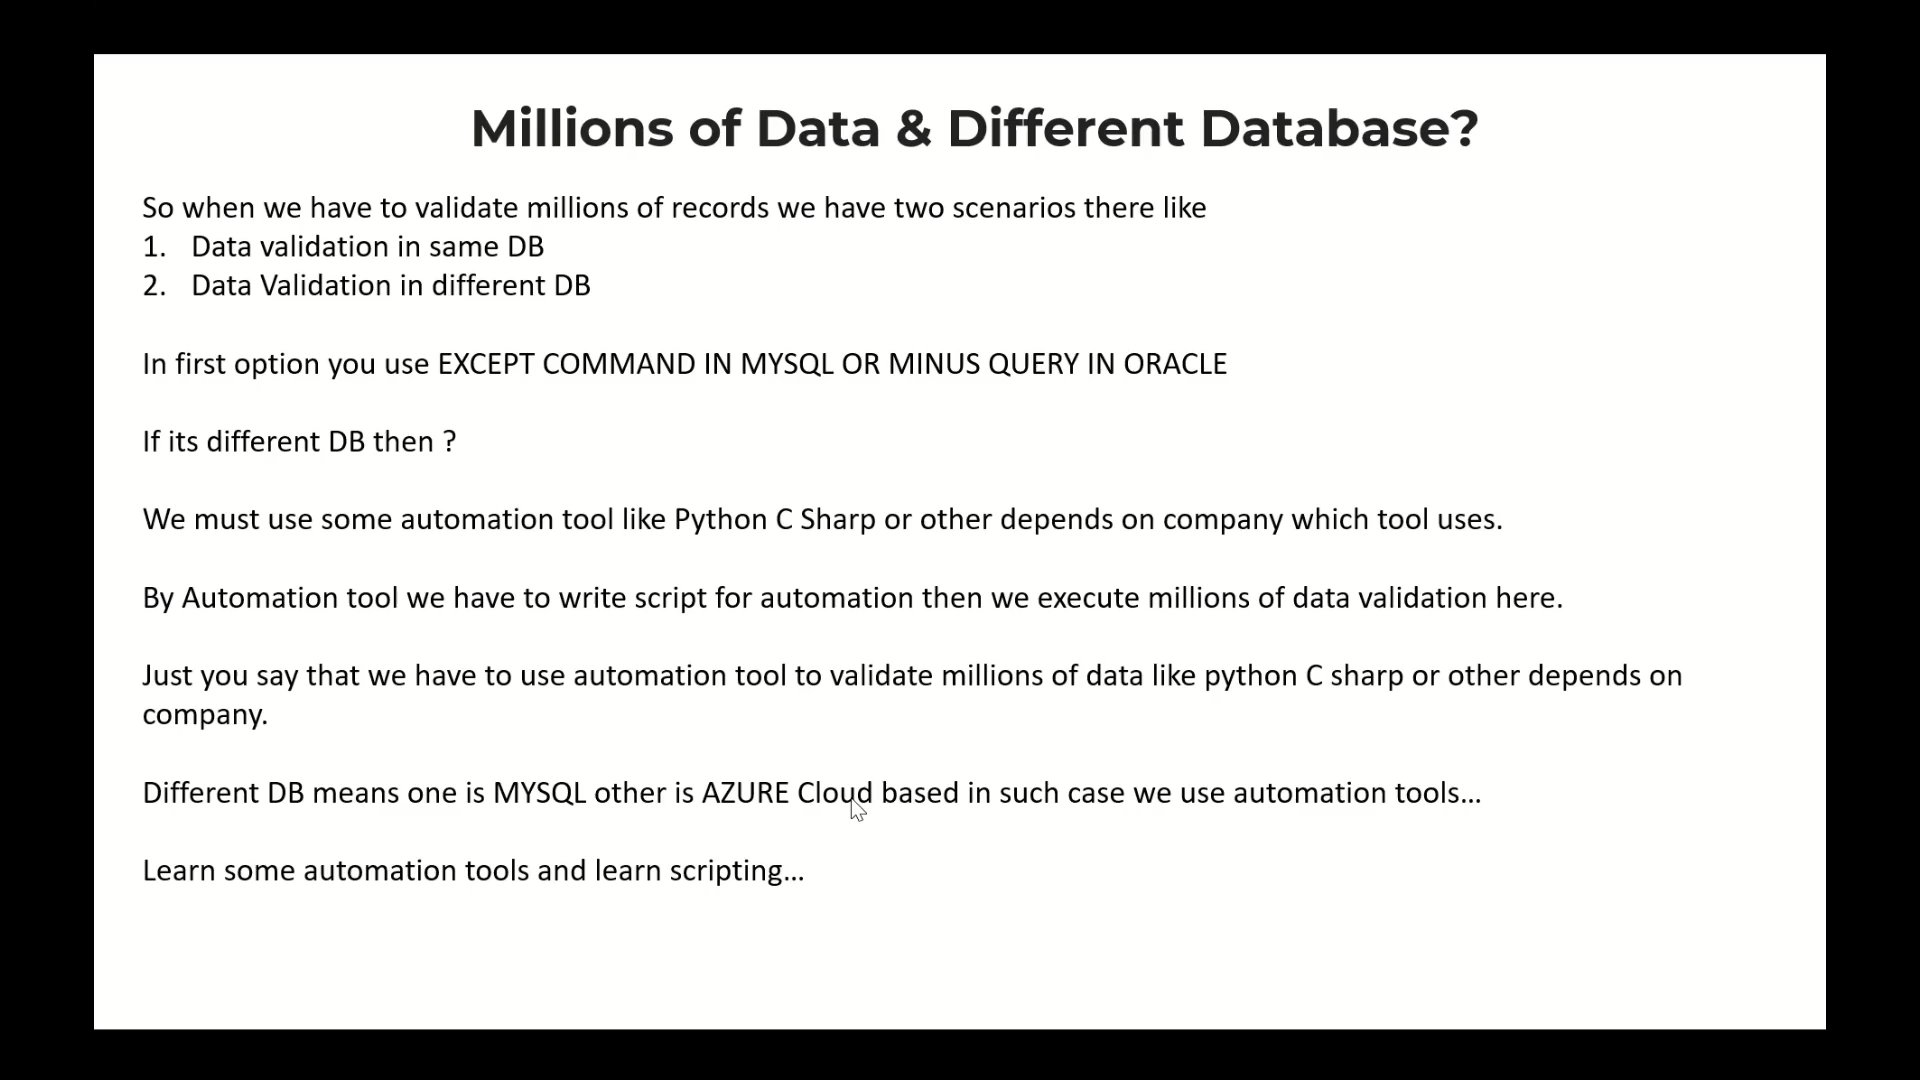 Millions of Data & Different Database?
So when we have to validate millions of records we have two scenarios there like
1. Data validation in same DB
2. Data Validation in different DB
In first option you use EXCEPT COMMAND IN MYSQL OR MINUS QUERY IN ORACLE
If its different DB then ?
We must use some automation tool like Python C Sharp or other depends on company which tool uses.
By Automation tool we have to write script for automation then we execute millions of data validation here.
Just you say that we have to use automation tool to validate millions of data like python C sharp or other depends on
company.
Different DB means one is MYSQL other is AZURE Cloud based in such case we use automation tools...
Learn some automation tools and learn scripting...